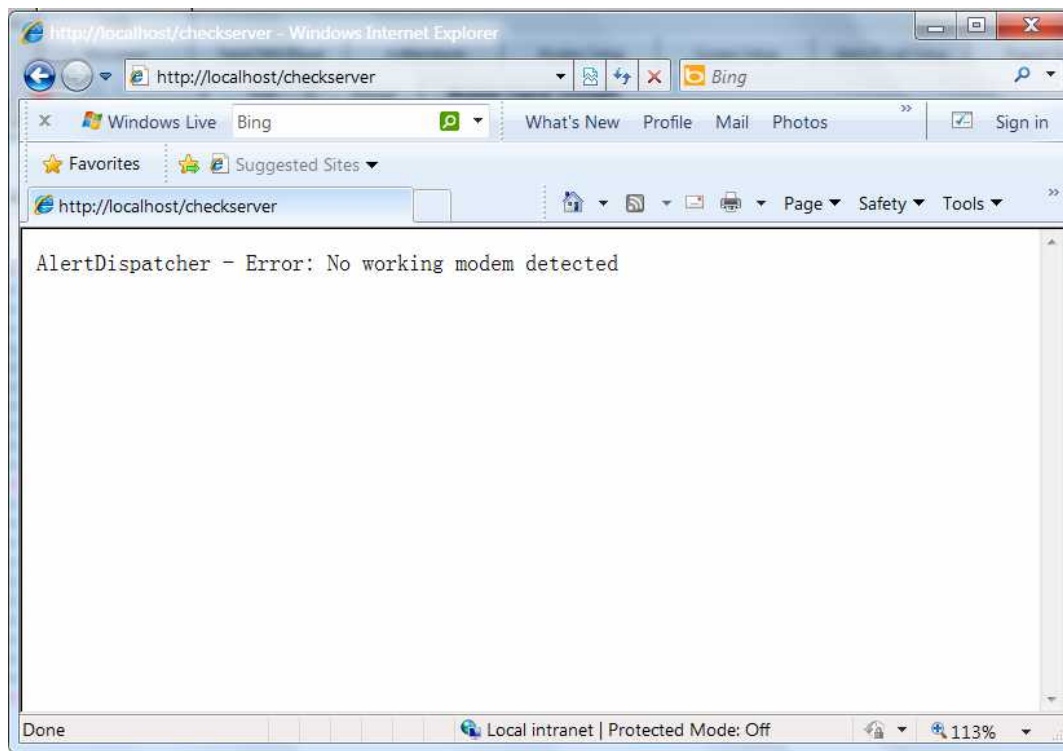 http://localhost/checkserver - Windows Internet Explorer
http://localhost/checkserver
Bing
x Windows Live Bing What's New Profile Mail Photos » Sign in
Favorites Suggested Sites
http://localhost/checkserver Page Safety Tools »
AlertDispatcher - Error: No working modem detected
Done Local intranet | Protected Mode: Off 113%